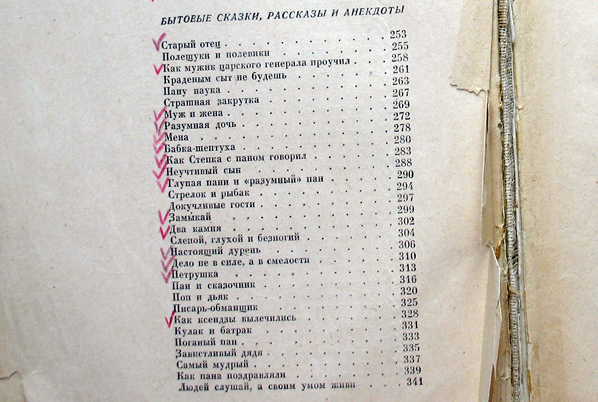 БЫТОВЫЕ СКАЗКИ, РАССКАЗЫ И АНЕКДОТЫ
Старый отец . . . . . . . . . . 253
Полешуки и полевики . . . . . . . . 255
Как мужик царского генерала проучил . . . 258
Краденым сыт не будешь . . . . . . . 261
Пану наука . . . . . . . . . . 263
Страшная закрутка . . . . . . . . 267
Муж и жена . . . . . . . . . . 269
Разумная дочь . . . . . . . . . 272
Мена . . . . . . . . . . . 278
Бабка-шептуха . . . . . . . . . 280
Как Степка с паном говорил . . . . . . 283
Неучтивый сын . . . . . . . . . 288
Глупая пани и «разумный» пан . . . . . 290
Стрелок и рыбак . . . . . . . . . 294
Докучливые гости . . . . . . . . 297
Замыкай . . . . . . . . . . 299
Два камня . . . . . . . . . . 302
Слепой, глухой и безногий . . . . . . 304
Настоящий дурень . . . . . . . . 306
Дело не в силе, а в смелости . . . . . . 310
Петрушка . . . . . . . . . . 313
Пан и сказочник . . . . . . . . . 316
Поп и дьяк . . . . . . . . . . 320
Писарь-обманщик . . . . . . . . . 325
Как ксендзы вылечились . . . . . . . 328
Кулак и батрак . . . . . . . . . 331
Поганый пан . . . . . . . . . . 333
Завистливый дядя . . . . . . . . 335
Самый мудрый . . . . . . . . . 337
Как пана поздравляли . . . . . . . 339
Людей слушай, а своим умом живи . . . . 341